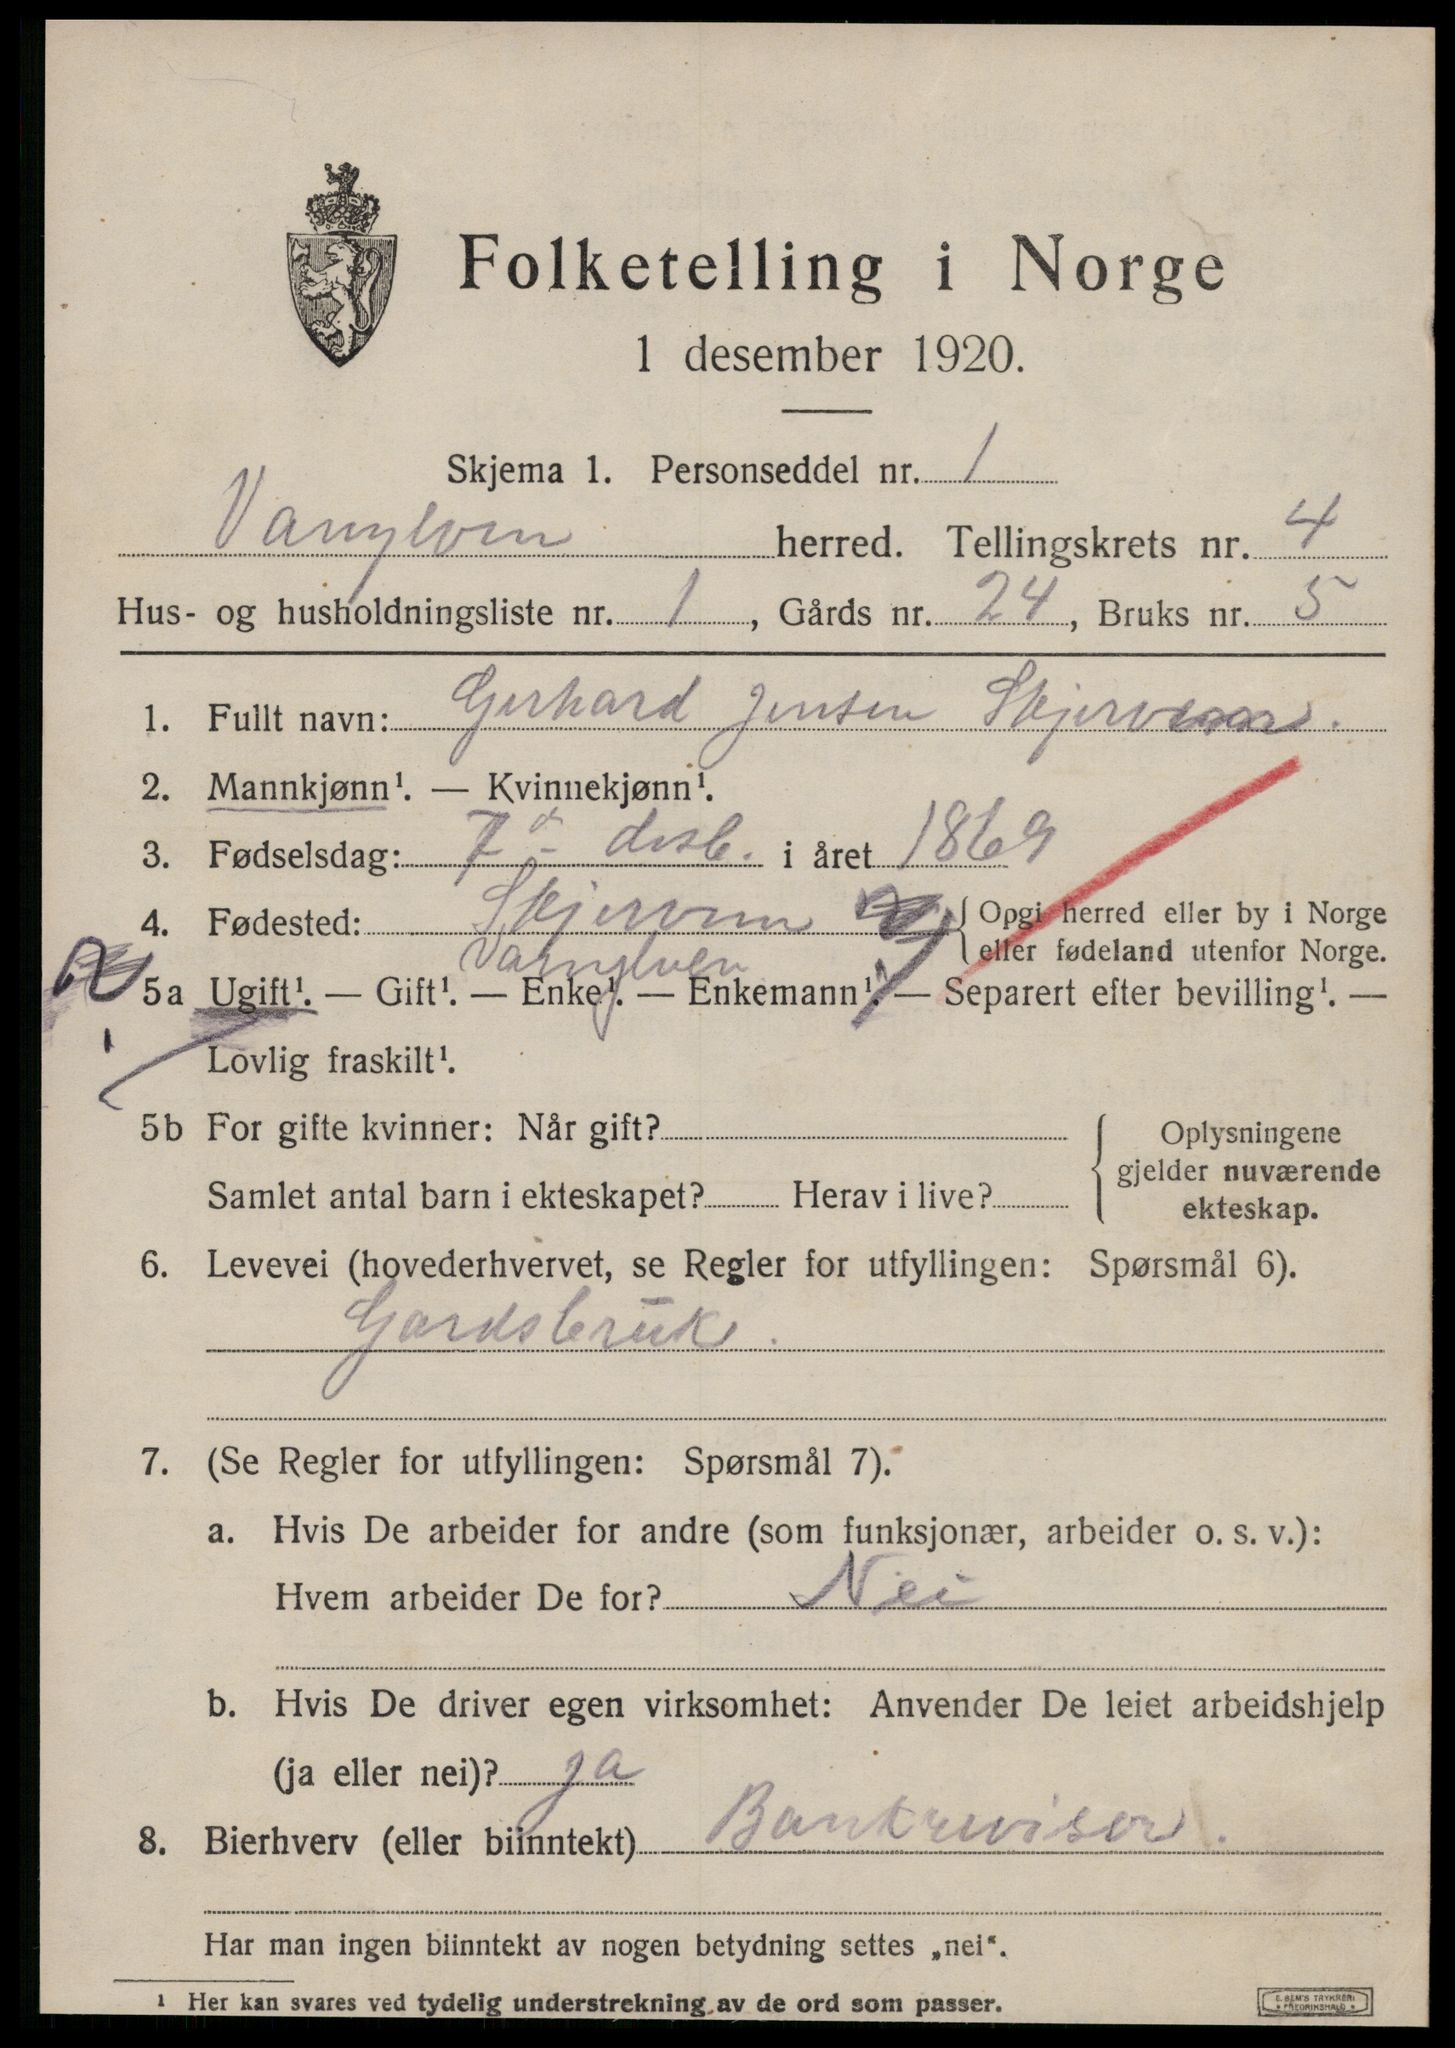 Folketelling i Norge
1 desember 1920.
Skjema 1. Personseddel nr. 1
Vanylven herred. Tellingskrets nr. 4
Hus- og husholdningsliste nr. 1, Gårds nr. 24, Bruks nr. 5
1. Fullt navn: Gerhard Jensen Skjerven.
2. Mannkjønn¹. — Kvinnekjønn¹.
3. Fødselsdag: 7de desb. i året 1869
4. Fødested: Skjerven { Opgi herred eller by i Norge
Vannylven eller fødeland utenfor Norge.
5a Ugift¹. — Gift¹. — Enke¹. — Enkemann¹. — Separert efter bevilling¹. —
Lovlig fraskilt¹.
5b For gifte kvinner: Når gift? { Oplysningene
gjelder nuværende
Samlet antal barn i ekteskapet? Herav i live? ekteskap.
6. Levevei (hovederhvervet, se Regler for utfyllingen: Spørsmål 6).
Gardsbruk.
7. (Se Regler for utfyllingen: Spørsmål 7).
a. Hvis De arbeider for andre (som funksjonær, arbeider o. s. v.):
Hvem arbeider De for? Nei
b. Hvis De driver egen virksomhet: Anvender De leiet arbeidshjelp
(ja eller nei)? ja
8. Bierhverv (eller biinntekt) Bankrevisor.
Har man ingen biinntekt av nogen betydning settes „nei“.
¹ Her kan svares ved tydelig understrekning av de ord som passer.
E. SEM'S TRYKKERI
• FREDRIKSHALD •